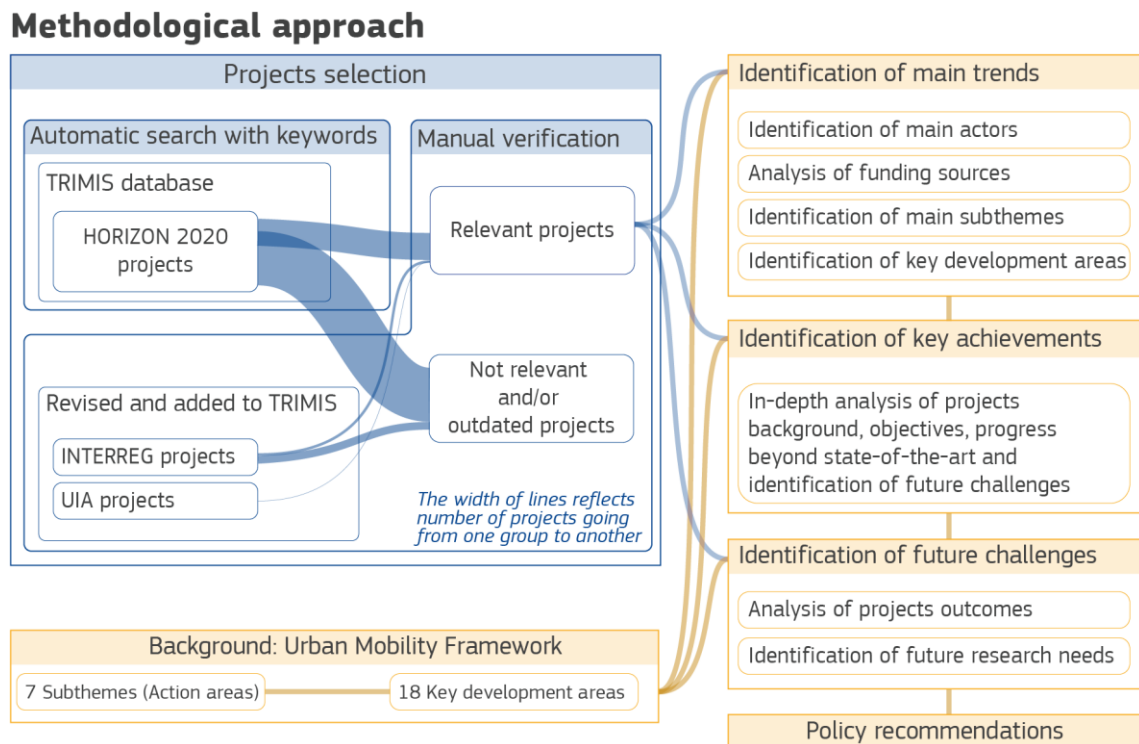 Methodological approach
Projects selection
Automatic search with keywords
TRIMIS database
HORIZON 2020
projects
Manual verification
Relevant projects
Not relevant
and/or
outdated projects
Revised and added to TRIMIS
INTERREG projects
UIA projects
The width of lines reflects
number of projects going
from one group to another
Background: Urban Mobility Framework
7 Subthemes (Action areas)
18 Key development areas
Identification of main trends
Identification of main actors
Analysis of funding sources
Identification of main subthemes
Identification of key development areas
Identification of key achievements
In-depth analysis of projects
background, objectives, progress
beyond state-of-the-art and
identification of future challenges
Identification of future challenges
Analysis of projects outcomes
Identification of future research needs
Policy recommendations